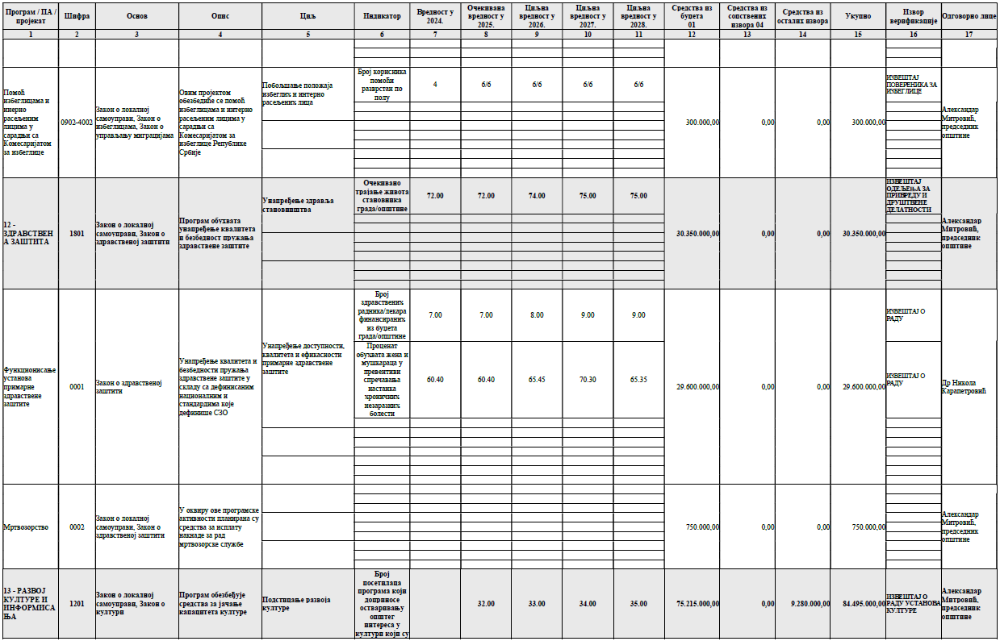 Програм / ПА / пројекат
Шифра
Основ
Опис
Циљ
Индикатор
Вредност у 2024.
Очекивана вредност у 2025.
Циљна вредност у 2026.
Циљна вредност у 2027.
Циљна вредност у 2028.
Средства из буџета 01
Средства из сопствених извора 04
Средства из осталих извора
Укупно
Извор верификације
Одговорно лице
1 2 3 4 5 6 7 8 9 10 11 12 13 14 15 16 17
Помоћ
избеглицама и
инерно
расељеним
лицима у
сарадњи са
Комесаријатом
за избеглице
0902-4002
Закон о локалној
самоуправи, Закон о
избеглицама, Закон о
управљању миграцијама
Овим пројектом
обезбедиће се помоћ
избеглицама и интерно
расељеним лицима у
сарадњи са
Комесаријатом за
избеглице Републике
Србије
Побољшање положаја
избеглих и интерно
расељених лица
Број корисника
помоћи
разврстан по
полу
4 6/6 6/6 6/6 6/6
300.000,00 0,00 0,00 300.000,00
ИЗВЕШТАЈ
ПОВЕРЕНИКА ЗА
ИЗБЕГЛИЦЕ
Александар
Митровић,
председник
општине
12 -
ЗДРАВСТВЕН
А ЗАШТИТА
1801
Закон о локалној
самоуправи, Закон о
здравственој заштити
Програм обухвата
унапређење квалитета
и безбедност пружања
здравствене заштите
Унапређење здравља
становништва
Очекивано
трајање живота
становника
града/општине
72.00 72.00 74.00 75.00 75.00
30.350.000,00 0,00 0,00 30.350.000,00
ИЗВЕШТАЈ
ОДЕЉЕЊА ЗА
ПРИВРЕДУ И
ДРУШТВЕНЕ
ДЕЛАТНОСТИ
Александар
Митровић,
председник
општине
Функционисање
установа
примарне
здравствене
заштите
0001
Закон о здравственој
заштити
Унапређење квалитета и
безбедности пружања
здравствене заштите у
складу са дефинисаним
националним и
стандардима које
дефинише СЗО
Унапређење доступности,
квалитета и ефикасности
примарне здравствене
заштите
Број
здравствених
радника/лекара
финансираних
из буџета
града/општине
7.00 7.00 8.00 9.00 9.00
ИЗВЕШТАЈ О
РАДУ
Проценат
обухвата жена и
мушкараца у
превентиви
спречавања
настанка
хроничних
незаразних
болести
60.40 60.40 65.45 70.30 65.35
ИЗВЕШТАЈ О
РАДУ
29.600.000,00 0,00 0,00 29.600.000,00
Др Никола
Карапетровић
Мртвозорство
0002
Закон о локалној
самоуправи, Закон о
здравственој заштити
У оквиру ове програмске
активности планирана су
средства за исплату
накнаде за рад
мртвозорске службе
750.000,00 0,00 0,00 750.000,00
Александар
Митровић,
председник
општине
13 - РАЗВОЈ
КУЛТУРЕ И
ИНФОРМИСА
ЊА
1201
Закон о локалној
самоуправи, Закон о
култури
Програм обезбеђује
средства за јачање
капацитета културе
Подстицање развоја
културе
Број
посетилаца
програма који
доприносе
остваривању
општег
интереса у
култури који су
32.00 33.00 34.00 35.00
75.215.000,00 0,00 9.280.000,00 84.495.000,00
ИЗВЕШТАЈ О
РАДУ УСТАНОВА
КУЛТУРЕ
Александар
Митровић,
председник
општине